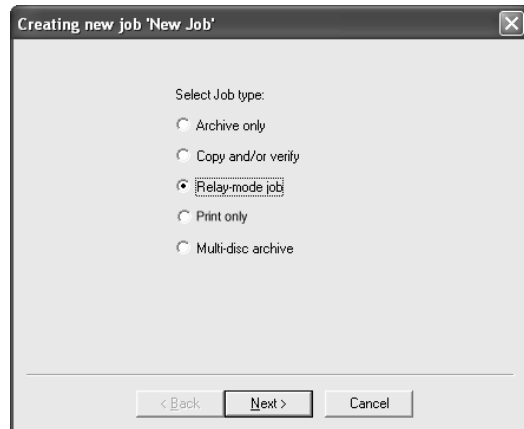 Creating new job 'New Job'
Select Job type:
Archive only
Copy and/or verify
Relay-mode job
Print only
Multi-disc archive
< Back
Next >
Cancel